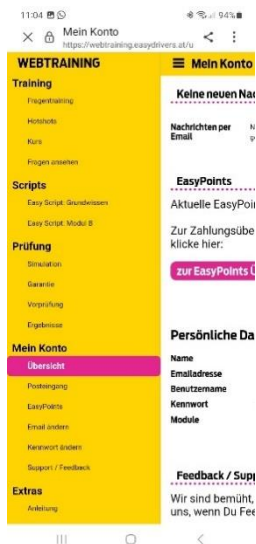 11:04
94%
Mein Konto
https://webtraining.easydrivers.at/u
WEBTRAINING
Training
Fragentraining
Hotshots
Kurs
Fragen ansehen
Scripts
Easy Script: Grundwissen
Easy Script: Modul B
Prüfung
Simulation
Garantie
Vorprüfung
Ergebnisse
Mein Konto
Übersicht
Posteingang
EasyPoints
Email ändern
Kennwort ändern
Support / Feedback
Extras
Anleitung
Mein Konto
Keine neuen Nac
Nachrichten per
Email
EasyPoints
Aktuelle EasyPoin
Zur Zahlungsübe
klicke hier:
zur EasyPoints Ü
Persönliche Da
Name
Emailadresse
Benutzername
Kennwort
Module
Feedback / Supp
Wir sind bemüht,
uns, wenn Du Fee